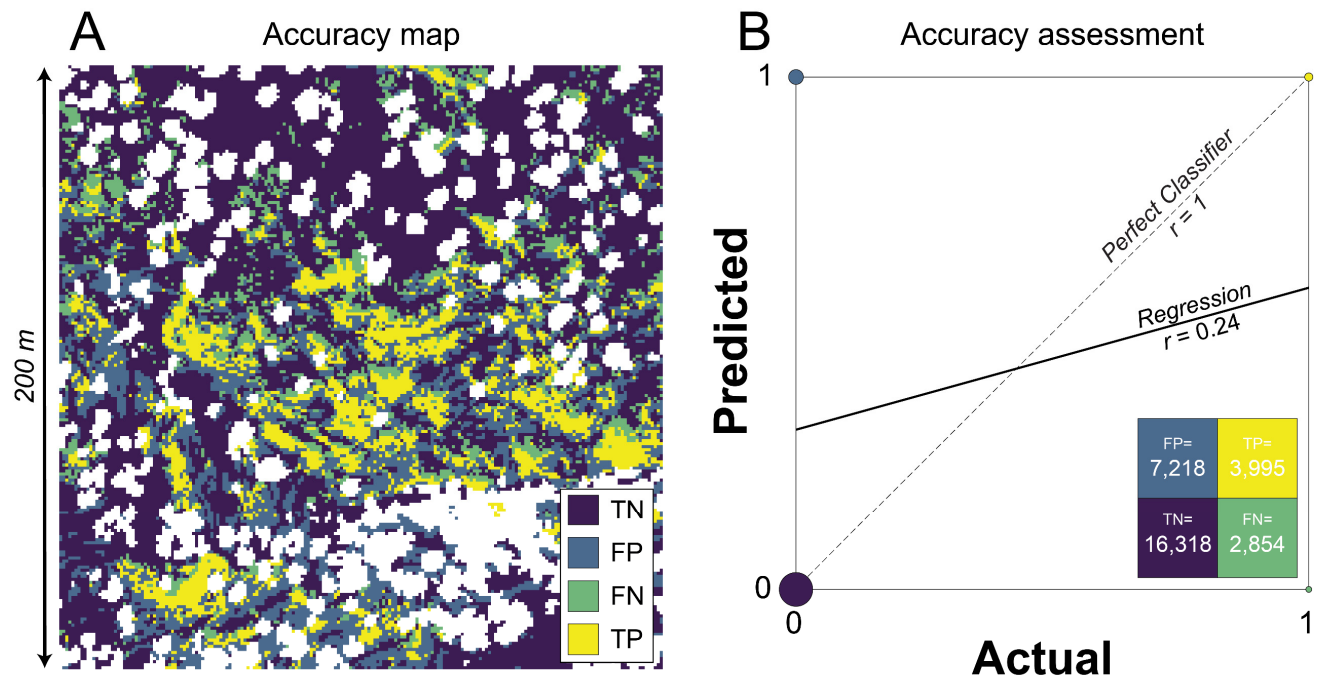 A
Accuracy map
200 m
TN
FP
FN
TP
B
Accuracy assessment
1
Predicted
Perfect Classifier
r = 1
Regression
r = 0.24
FP=
7,218
TP=
3,995
TN=
16,318
FN=
2,854
0
0
1
Actual